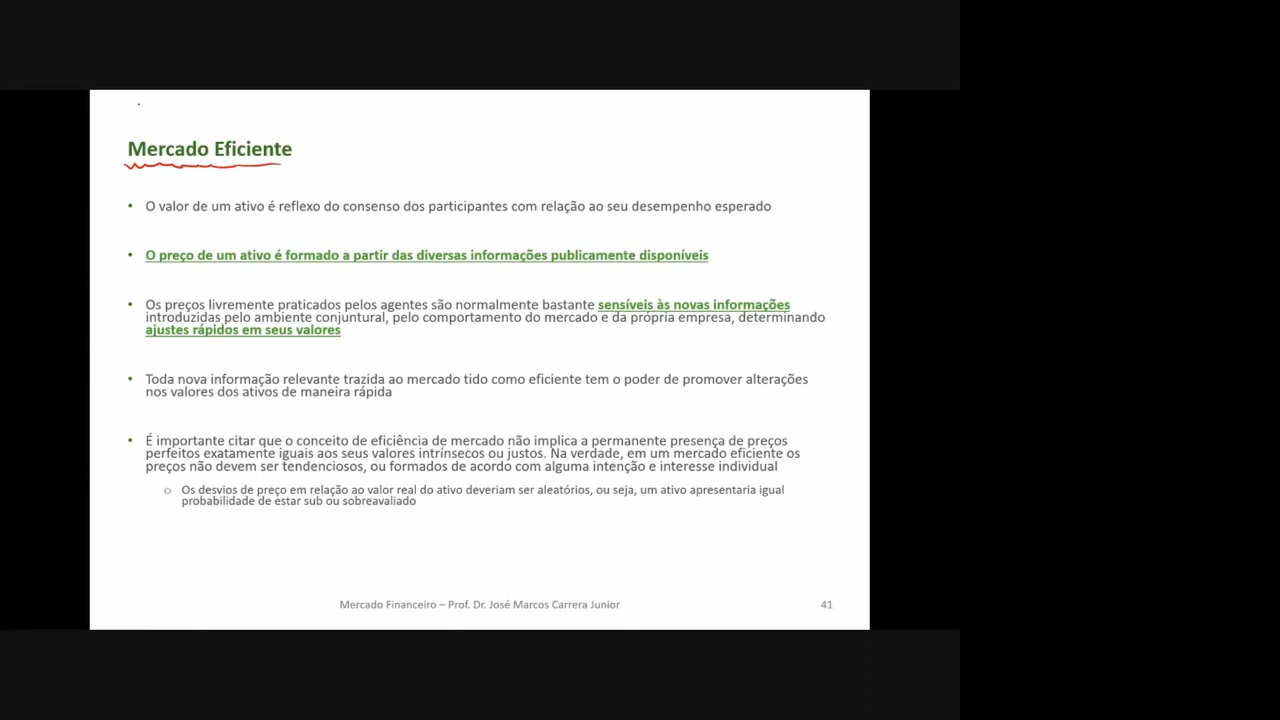 Mercado Eficiente
• O valor de um ativo é reflexo do consenso dos participantes com relação ao seu desempenho esperado
• O preço de um ativo é formado a partir das diversas informações publicamente disponíveis
• Os preços livremente praticados pelos agentes são normalmente bastante sensíveis às novas informações
introduzidas pelo ambiente conjuntural, pelo comportamento do mercado e da própria empresa, determinando
ajustes rápidos em seus valores
• Toda nova informação relevante trazida ao mercado tido como eficiente tem o poder de promover alterações
nos valores dos ativos de maneira rápida
• É importante citar que o conceito de eficiência de mercado não implica a permanente presença de preços
perfeitos exatamente iguais aos seus valores intrínsecos ou justos. Na verdade, em um mercado eficiente os
preços não devem ser tendenciosos, ou formados de acordo com alguma intenção e interesse individual
○ Os desvios de preço em relação ao valor real do ativo deveriam ser aleatórios, ou seja, um ativo apresentaria igual
probabilidade de estar sub ou sobreavaliado
Mercado Financeiro – Prof. Dr. José Marcos Carrera Junior
41